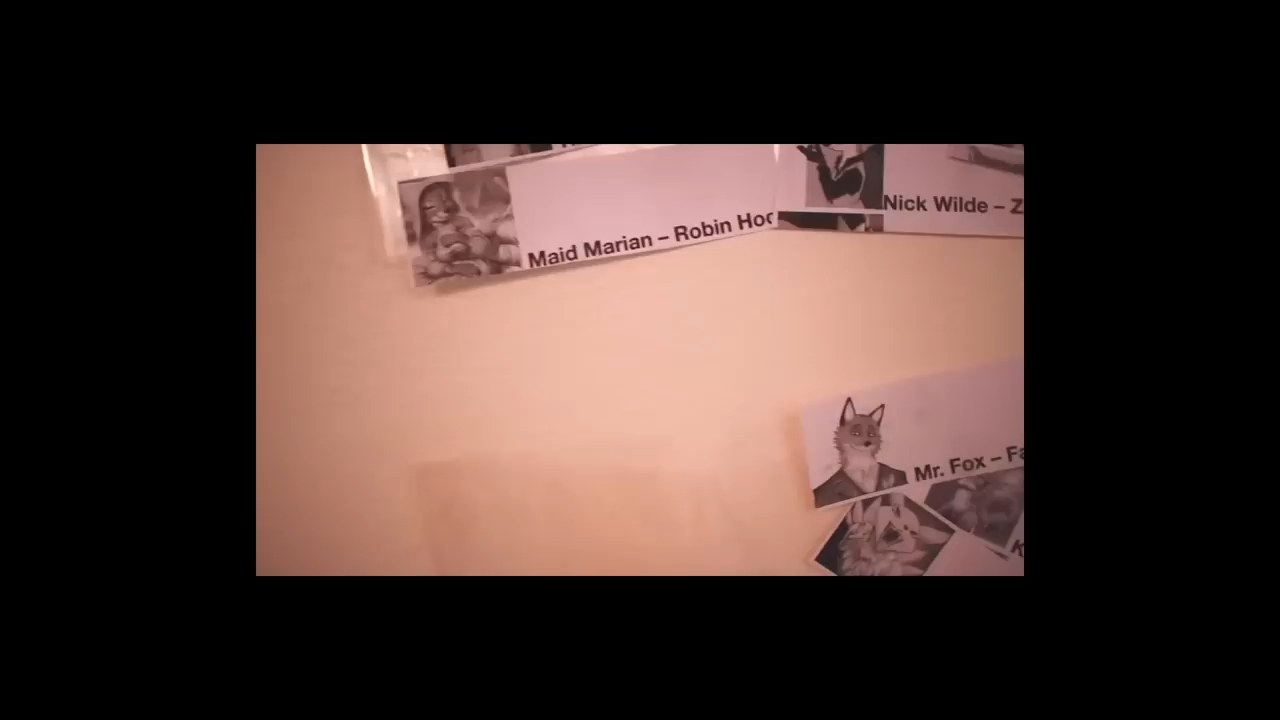 Maid Marian – Robin Hoo
Nick Wilde – Z
Mr. Fox – Fa
K